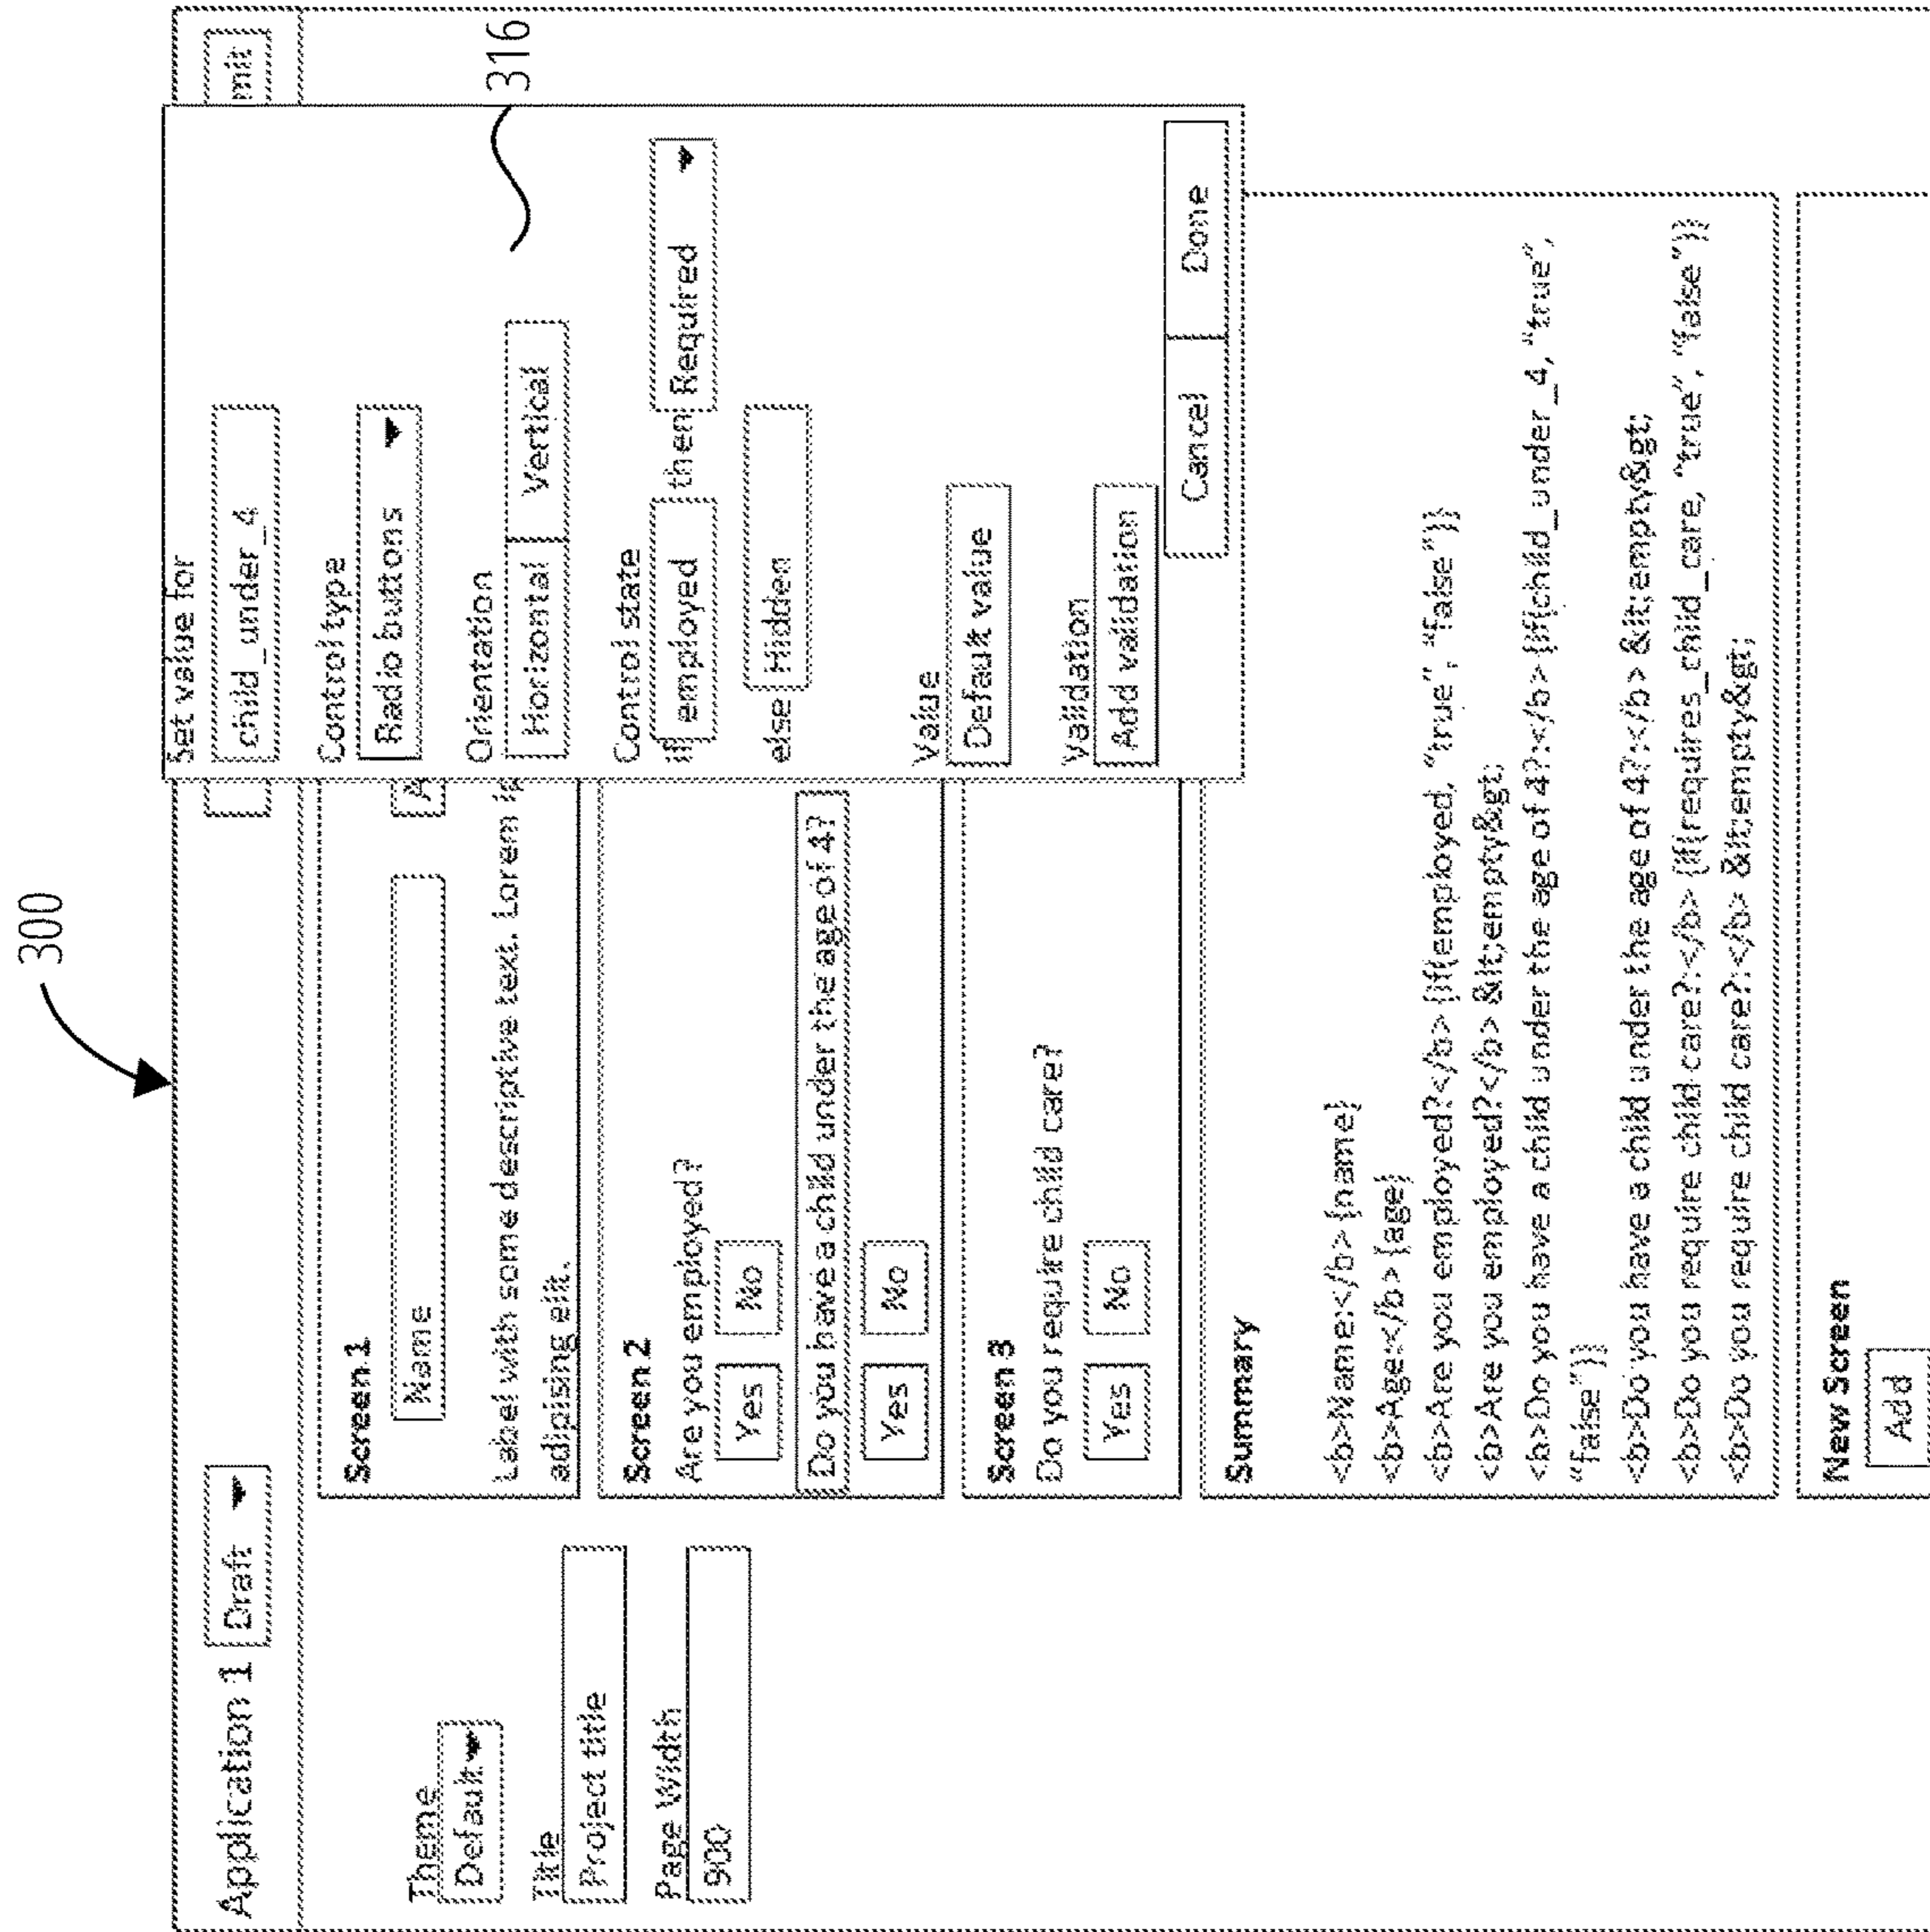 300
Application 1 Draft
mit
Theme
Default
Title
Project title
Page Width
900
Screen 1
Name
A
Label with some descriptive text. Lorem ip
adipising elit.
Screen 2
Are you employed?
Yes No
Do you have a child under the age of 4?
Yes No
Screen 3
Do you require child care?
Yes No
Set value for
child_under_4
Control type
Radio buttons
Orientation
Horizontal Vertical
316
Control state
if employed then Required
else Hidden
Value
Default value
Validation
Add validation
Cancel Done
Summary
<b>Name:</b> {name}
<b>Age:</b> {age}
<b>Are you employed?</b> {if(employed, "true", "false")}
<b>Are you employed?</b> &lt;empty&gt;
<b>Do you have a child under the age of 4?:</b> {if(child_under_4, "true",
"false")}
<b>Do you have a child under the age of 4?:</b> &lt;empty&gt;
<b>Do you require child care?:</b> {if(requires_child_care, "true", "false")}
<b>Do you require child care?:</b> &lt;empty&gt;
New Screen
Add